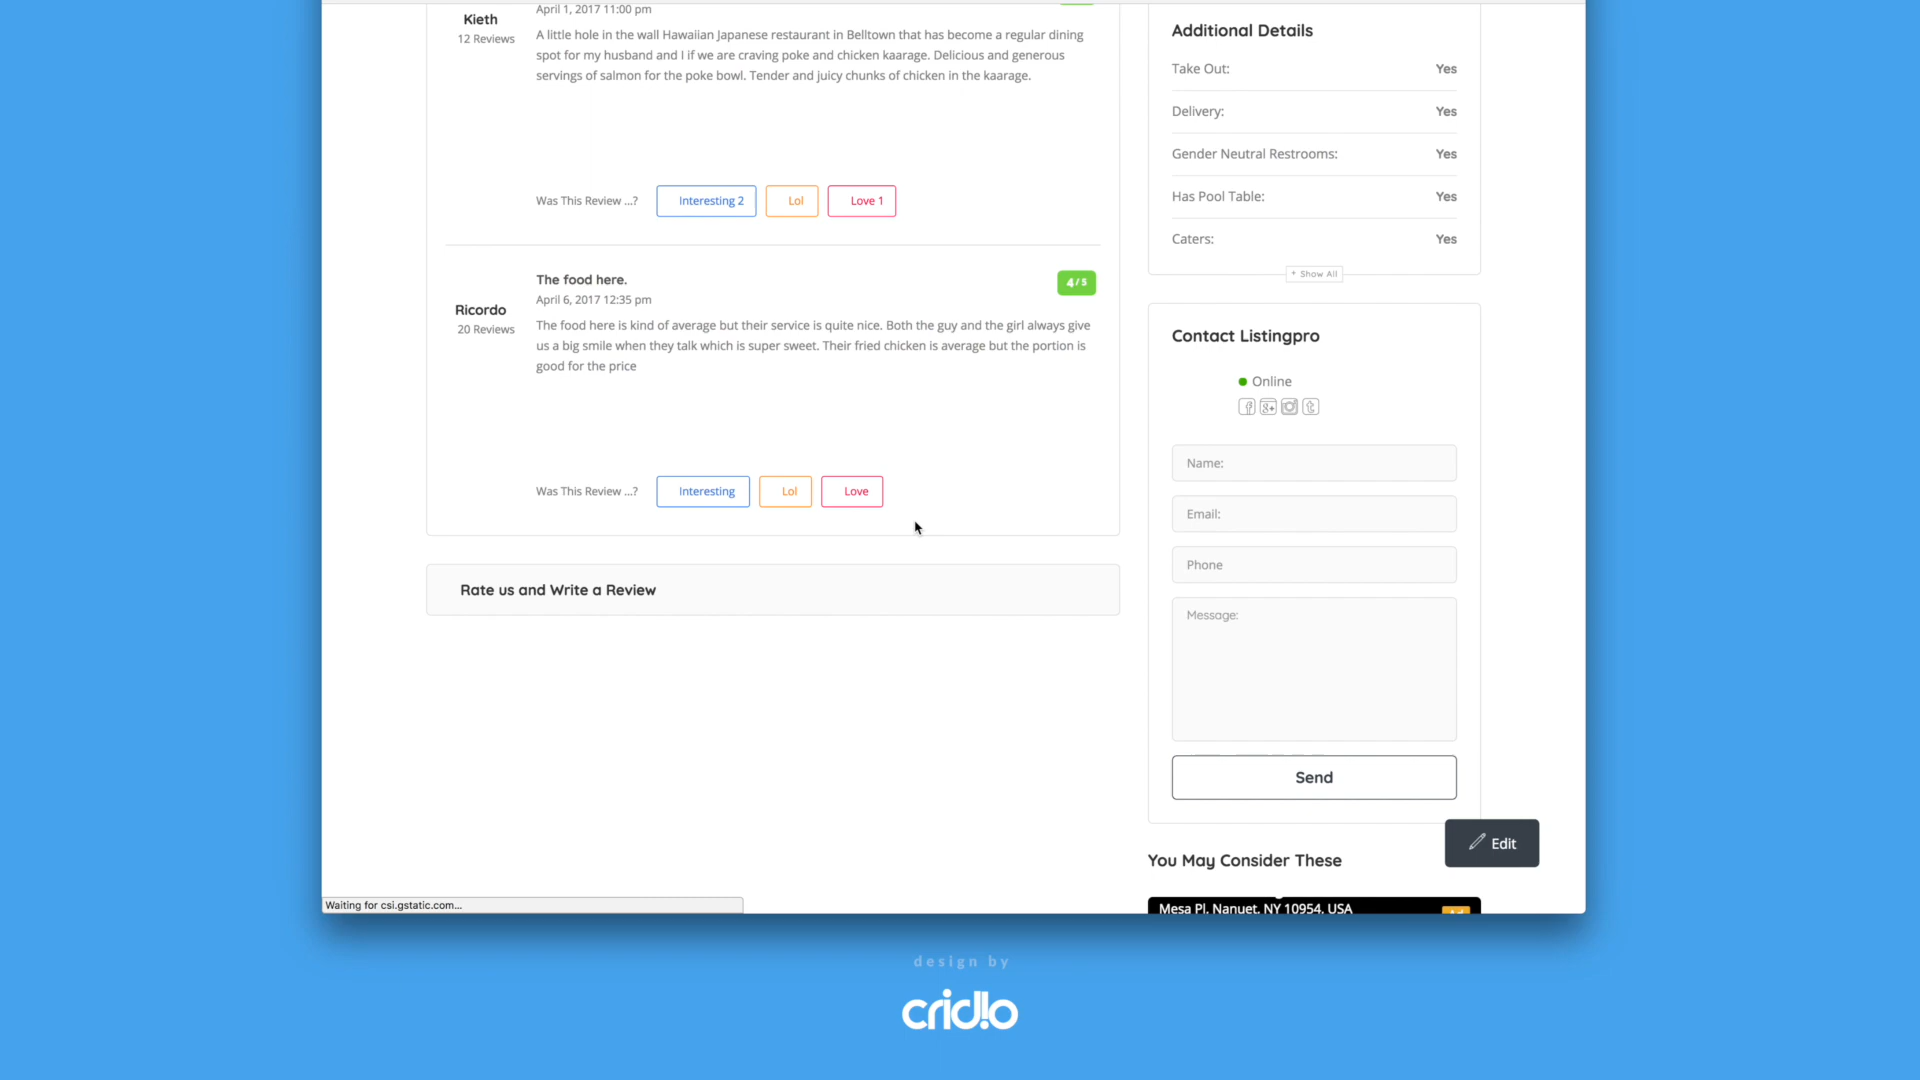 Kieth
12 Reviews
April 1, 2017 11:00 pm
A little hole in the wall Hawaiian Japanese restaurant in Belltown that has become a regular dining
spot for my husband and I if we are craving poke and chicken kaarage. Delicious and generous
servings of salmon for the poke bowl. Tender and juicy chunks of chicken in the kaarage.
Was This Review ...?
Interesting 2
Lol
Love 1
Ricordo
20 Reviews
The food here.
4/5
April 6, 2017 12:35 pm
The food here is kind of average but their service is quite nice. Both the guy and the girl always give
us a big smile when they talk which is super sweet. Their fried chicken is average but the portion is
good for the price
Was This Review ...?
Interesting
Lol
Love
Rate us and Write a Review
Additional Details
Take Out: Yes
Delivery: Yes
Gender Neutral Restrooms: Yes
Has Pool Table: Yes
Caters: Yes
+ Show All
Contact Listingpro
Online
Name:
Email:
Phone
Message:
Send
Edit
You May Consider These
Mesa Pl, Nanuet, NY 10954, USA
Ad
Waiting for csi.gstatic.com...
design by
cridio